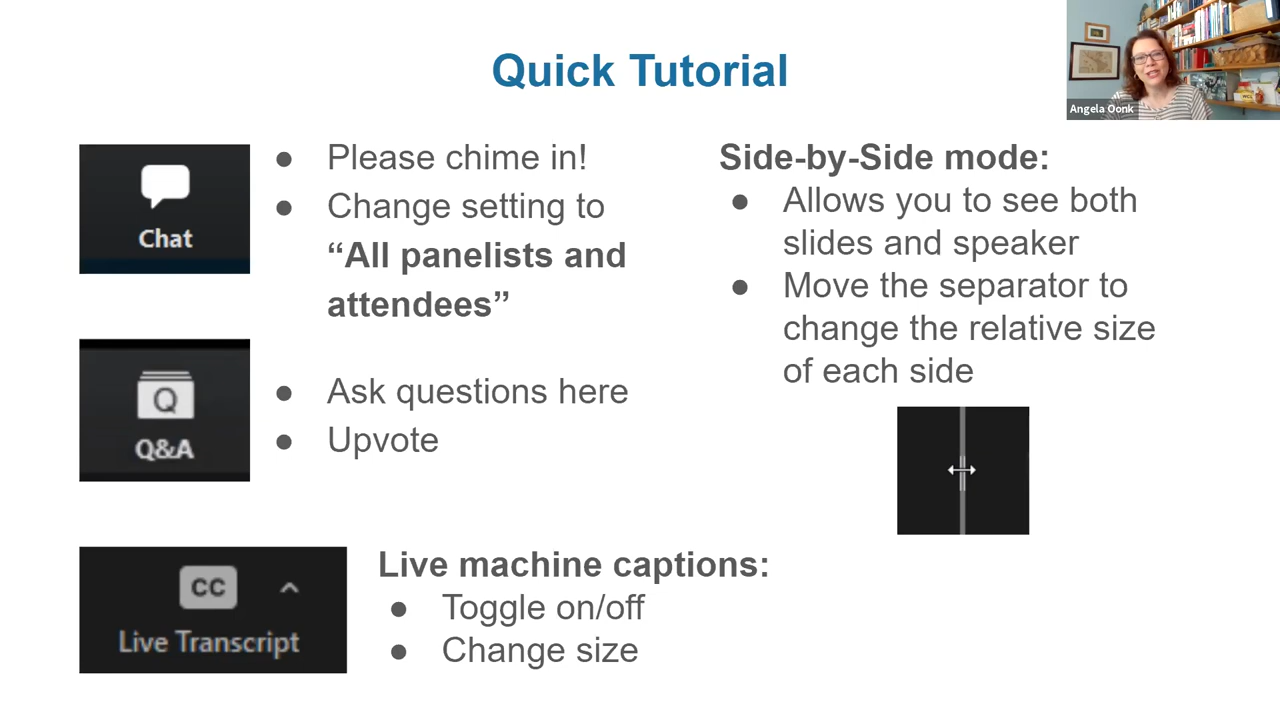 Quick Tutorial
Angela Oonk
Chat
● Please chime in!
● Change setting to
“All panelists and
attendees”
Q
Q&A
● Ask questions here
● Upvote
CC
Live Transcript
Live machine captions:
● Toggle on/off
● Change size
Side-by-Side mode:
● Allows you to see both
slides and speaker
● Move the separator to
change the relative size
of each side